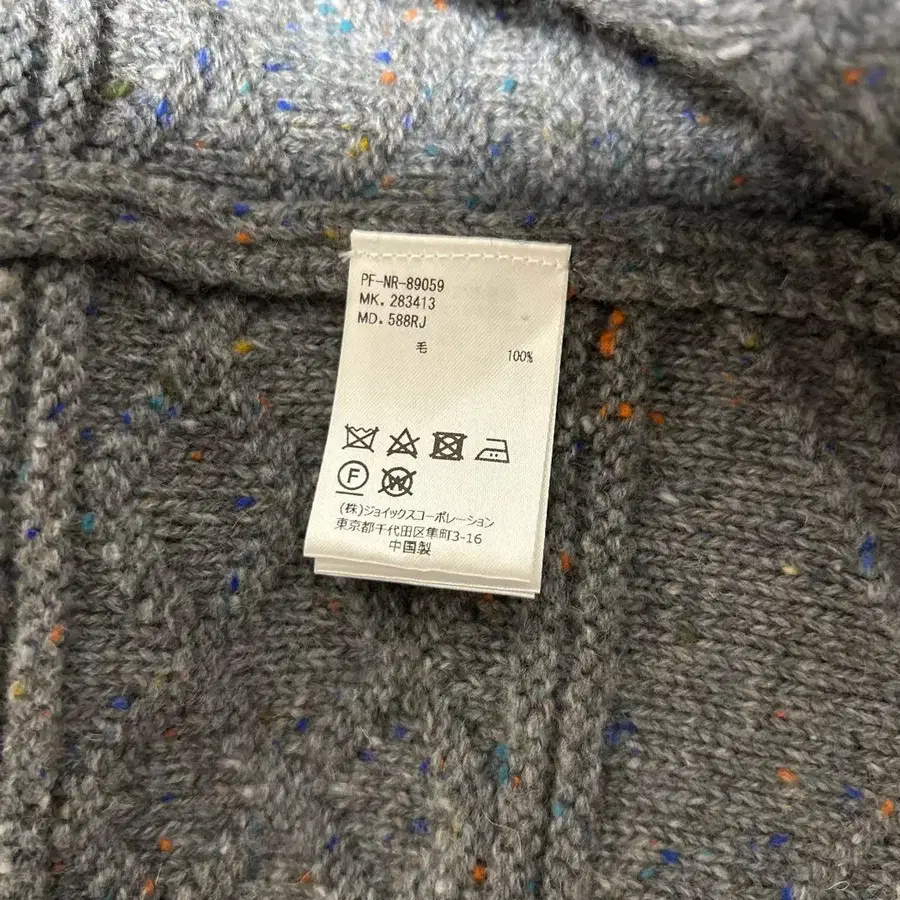 PF-NR-89059
MK. 283413
MD. 588RJ
毛 100%
F W
(株)ジョイックスコーポレーション
東京都千代田区隼町3-16
中国製